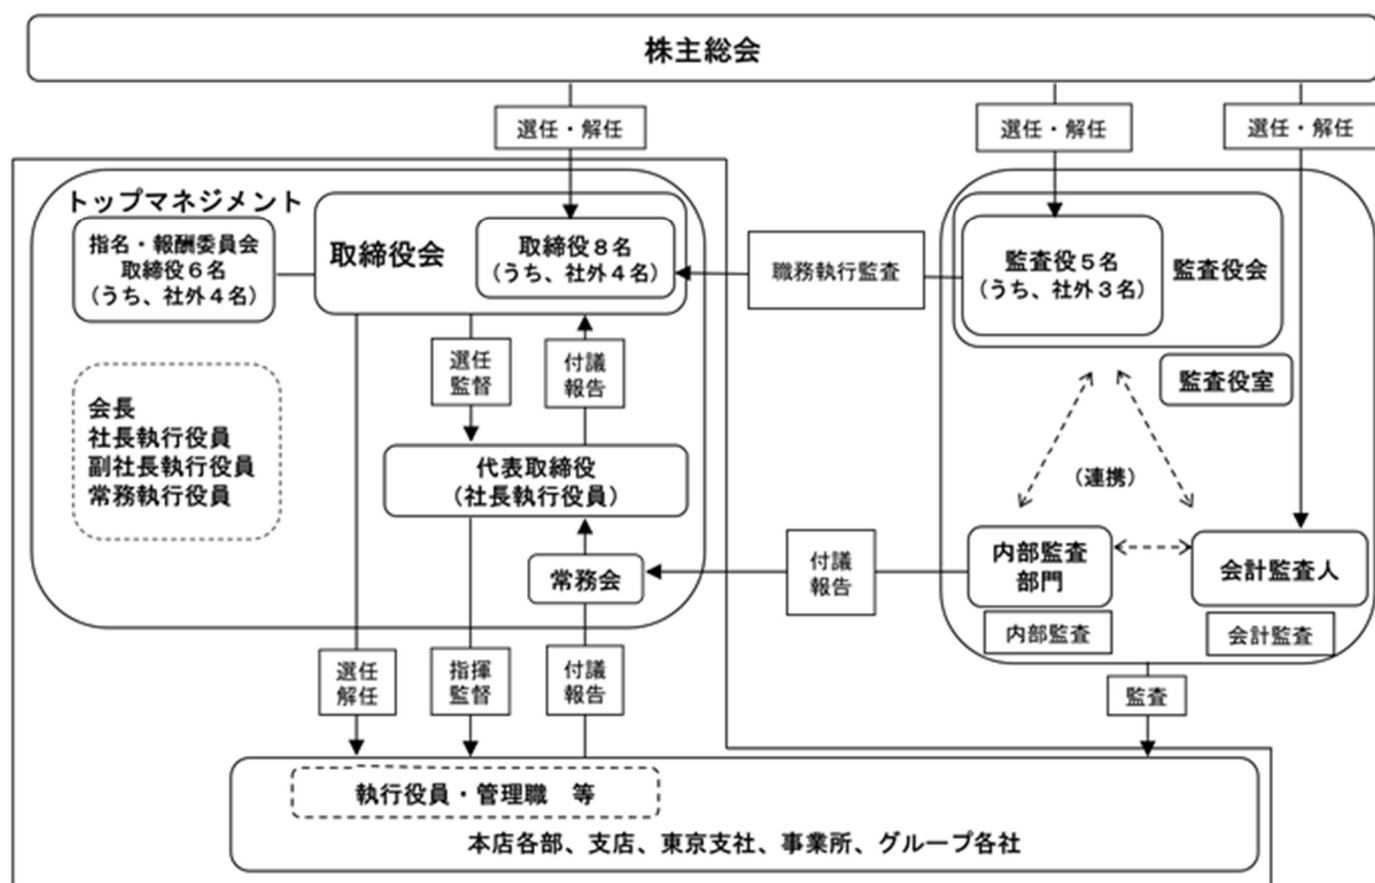 株主総会
選任・解任
選任・解任
選任・解任
トップマネジメント
指名・報酬委員会
取締役６名
（うち、社外４名）
取締役会
取締役８名
（うち、社外４名）
職務執行監査
監査役５名
（うち、社外３名）
監査役会
選任
監督
付議
報告
監査役室
会長
社長執行役員
副社長執行役員
常務執行役員
代表取締役
（社長執行役員）
（連携）
常務会
付議
報告
内部監査
部門
会計監査人
内部監査
会計監査
選任
解任
指揮
監督
付議
報告
監査
執行役員・管理職　等
本店各部、支店、東京支社、事業所、グループ各社